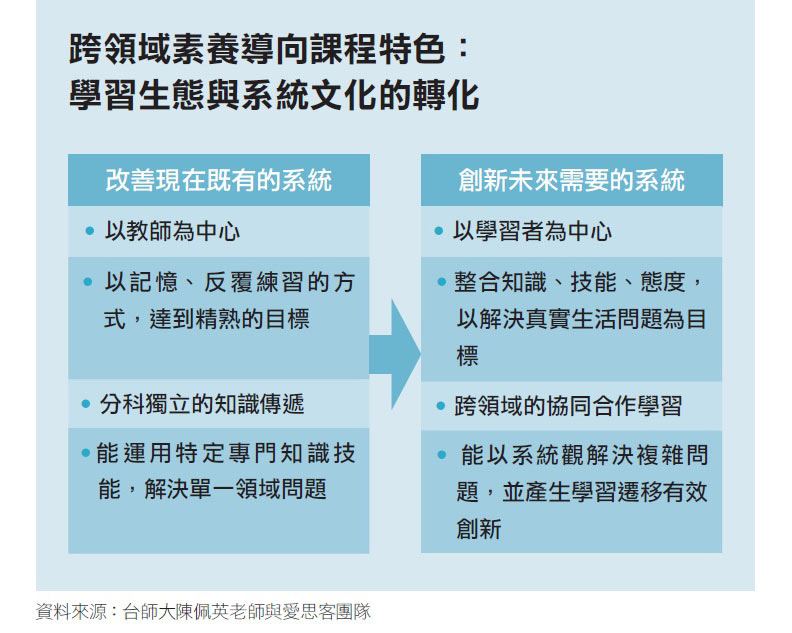 跨領域素養導向課程特色：
學習生態與系統文化的轉化
改善現在既有的系統
• 以教師為中心
• 以記憶、反覆練習的方
式，達到精熟的目標
• 分科獨立的知識傳遞
• 能運用特定專門知識技
能，解決單一領域問題
創新未來需要的系統
• 以學習者為中心
• 整合知識、技能、態度，
以解決真實生活問題為目
標
• 跨領域的協同合作學習
• 能以系統觀解決複雜問
題，並產生學習遷移有效
創新
資料來源：台師大陳佩英老師與愛思客團隊